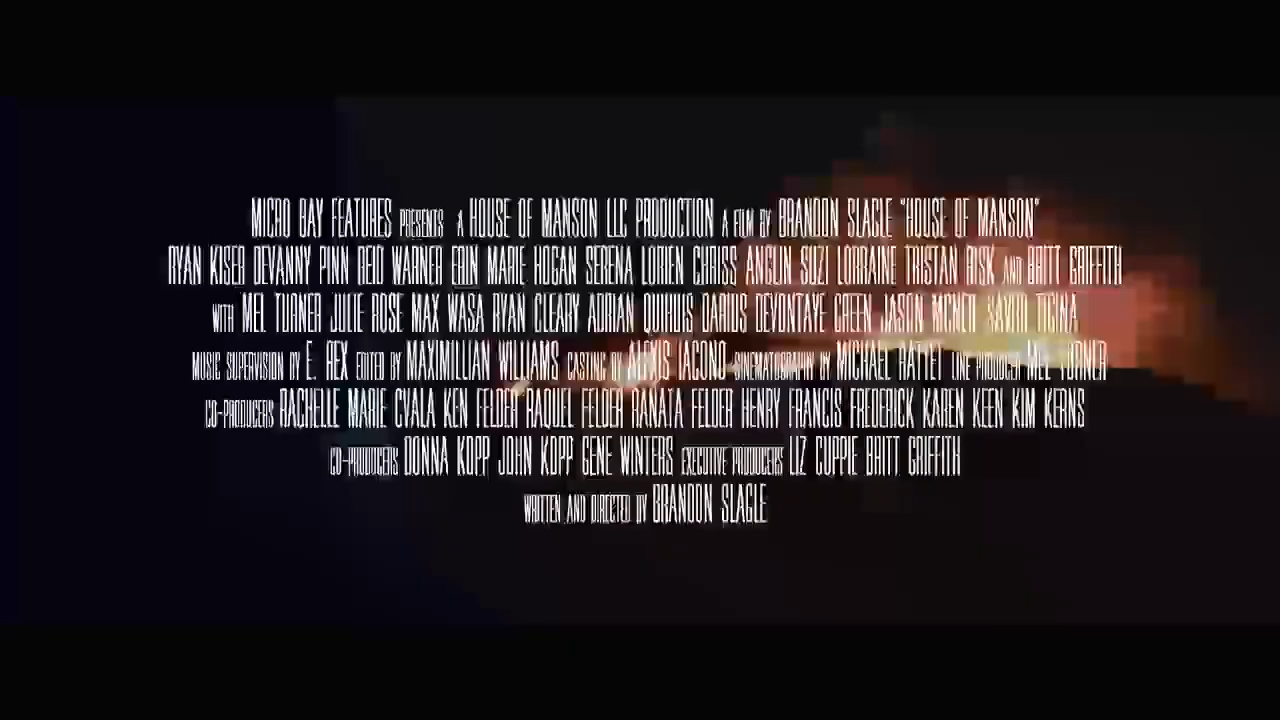 MICRO BAY FEATURES PRESENTS A HOUSE OF MANSON LLC PRODUCTION A FILM BY BRANDON SLAGLE "HOUSE OF MANSON"
RYAN KISER DEVANNY PINN REID WARNER ERIN MARIE HOGAN SERENA LORIEN CHRISS ANGLIN SUZI LORRAINE TRISTAN RISK AND BRITT GRIFFITH
WITH MEL TURNER JULIE ROSE MAX WASA RYAN CLEARY ADRIAN QUIHUIS DARIUS DEVONTAYE GREEN JASON MCNEIL
MUSIC SUPERVISION BY E. REX EDITED BY MAXIMILLIAN WILLIAMS CASTING BY ALEXIS IACONO CINEMATOGRAPHY BY MICHAEL RATTET LINE PRODUCER MEL TURNER
CO-PRODUCERS RACHELLE MARIE CVALA KEN FELDER RAQUEL FELDER RANATA FELDER HENRY FRANCIS FREDERICK KAREN KEEN KIM KERNS
CO-PRODUCERS DONNA KOPP JOHN KOPP GENE WINTERS EXECUTIVE PRODUCERS LIZ COPPIE BRITT GRIFFITH
WRITTEN AND DIRECTED BY BRANDON SLAGLE